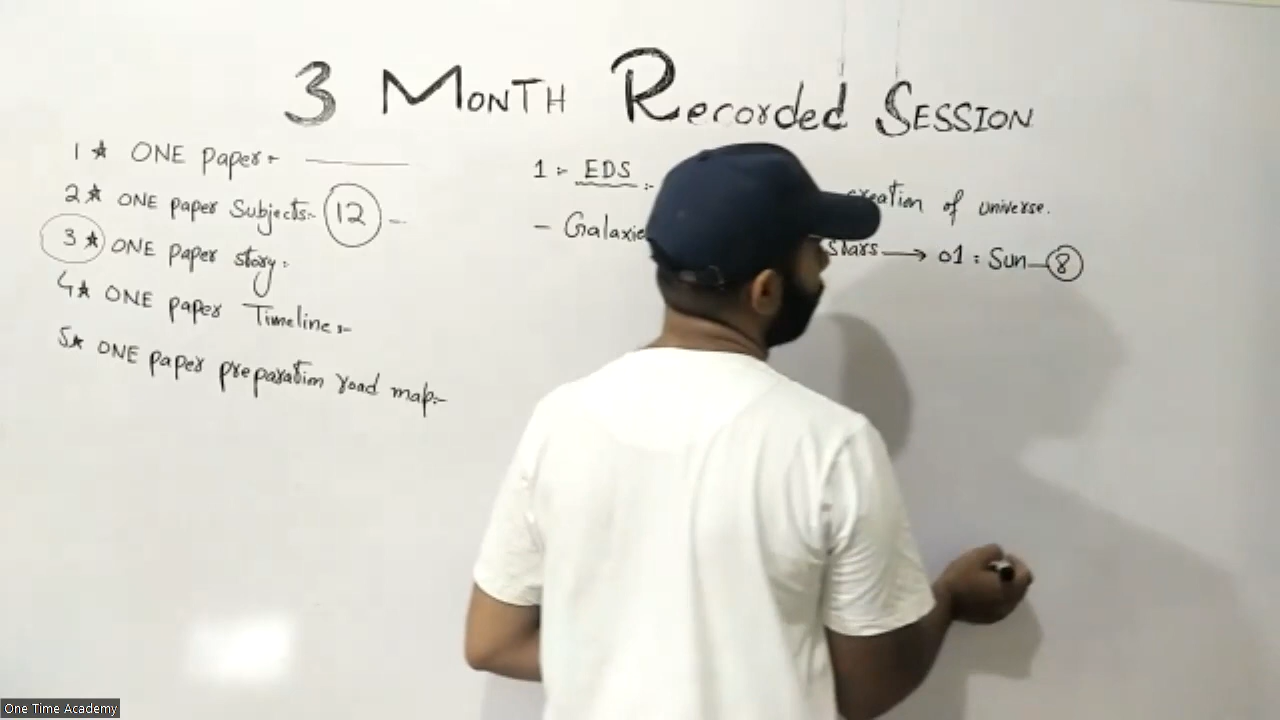 3 MONTH Recorded SESSION
1 ★ ONE paper:- ———
2 ★ ONE paper Subjects:- 12 -
3 ★ ONE paper story:
4 ★ ONE paper Timeline:-
5 ★ ONE paper preparation road map:-
1 :- EDS :-
creation of universe.
- Galaxie
stars → 01 : Sun — 8
One Time Academy